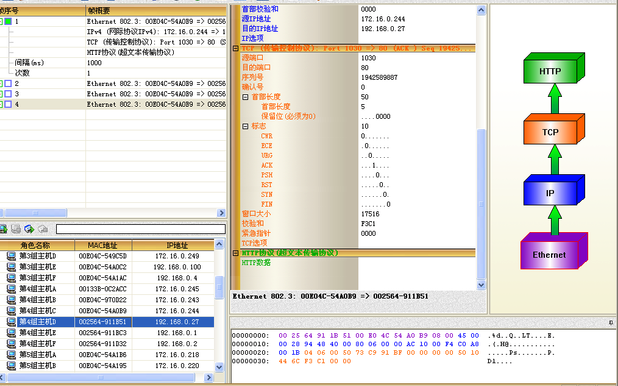 帧序号 帧摘要
1 Ethernet 802.3: 00E04C-54A0B9 => 00256
IPv4 (网际协议IPv4): 172.16.0.244 => 1
TCP (传输控制协议): Port 1030 => 80 (S
HTTP协议(超文本传输协议)
间隔(ms) 1000
次数 1
2 Ethernet 802.3: 00E04C-54A0B9 => 00256
3 Ethernet 802.3: 00E04C-54A0B9 => 00256
4 Ethernet 802.3: 00E04C-54A0B9 => 00256
角色名称 MAC地址 IP地址
第3组主机D 00E04C-549C5D 172.16.0.249
第3组主机E 00E04C-54A0C2 192.168.0.100
第3组主机F 00E04C-54A1AC 192.168.0.4
第4组主机A 00133B-0C2ACC 172.16.0.245
第4组主机B 00E04C-970D22 172.16.0.243
第4组主机C 00E04C-54A0B9 172.16.0.244
第4组主机D 002564-911B51 192.168.0.27
第4组主机E 002564-911BC3 192.168.0.1
第4组主机F 002564-911D32 192.168.0.2
第5组主机A 00E04C-54A1B6 172.16.0.218
第5组主机B 00E04C-54A195 172.16.0.220
首部校验和 0000
源IP地址 172.16.0.244
目的IP地址 192.168.0.27
IP选项
TCP (传输控制协议): Port 1030 => 80 (ACK ) Seq 19425
源端口 1030
目的端口 80
序列号 1942589887
确认号 0
首部长度 50
首部长度 5
保留位(必须为0) ....0000
标志 10
CWR 0.......
ECE .0......
URG ..0.....
ACK ...1....
PSH ....0...
RST .....0..
SIN ......0.
FIN .......0
窗口大小 17516
校验和 F3C1
紧急指针 0000
TCP选项
HTTP协议(超文本传输协议)
HTTP数据
Ethernet 802.3: 00E04C-54A0B9 => 002564-911B51
HTTP
TCP
IP
Ethernet
00000000: 00 25 64 91 1B 51 00 E0 4C 54 A0 B9 08 00 45 00 .%d..Q..LT....E.
00000010: 00 28 94 48 40 00 80 06 00 00 AC 10 00 F4 C0 A8 .(.H@...........
00000020: 00 1B 04 06 00 50 73 C9 91 BF 00 00 00 00 50 10 .....Ps.......P.
00000030: 44 6C F3 C1 00 00 Dl....